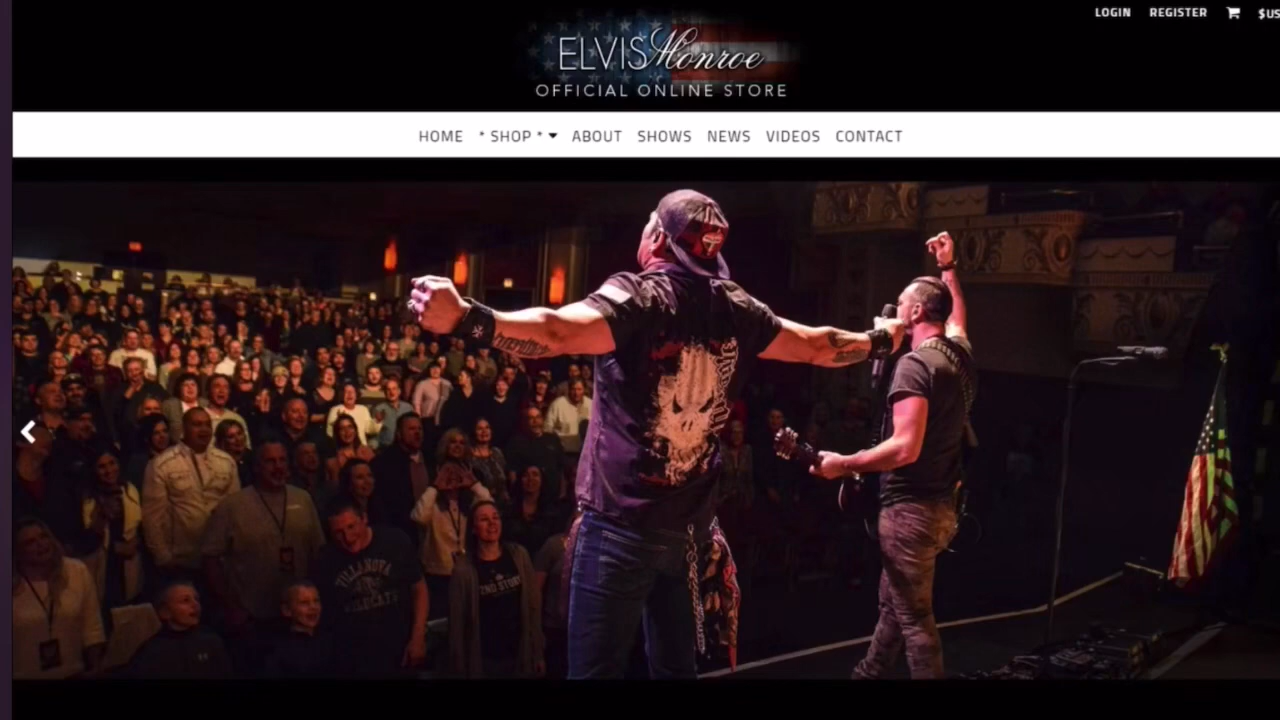 LOGIN REGISTER $US
ELVIS Monroe
OFFICIAL ONLINE STORE
HOME * SHOP * ABOUT SHOWS NEWS VIDEOS CONTACT
VILLANOVA
WILDCATS